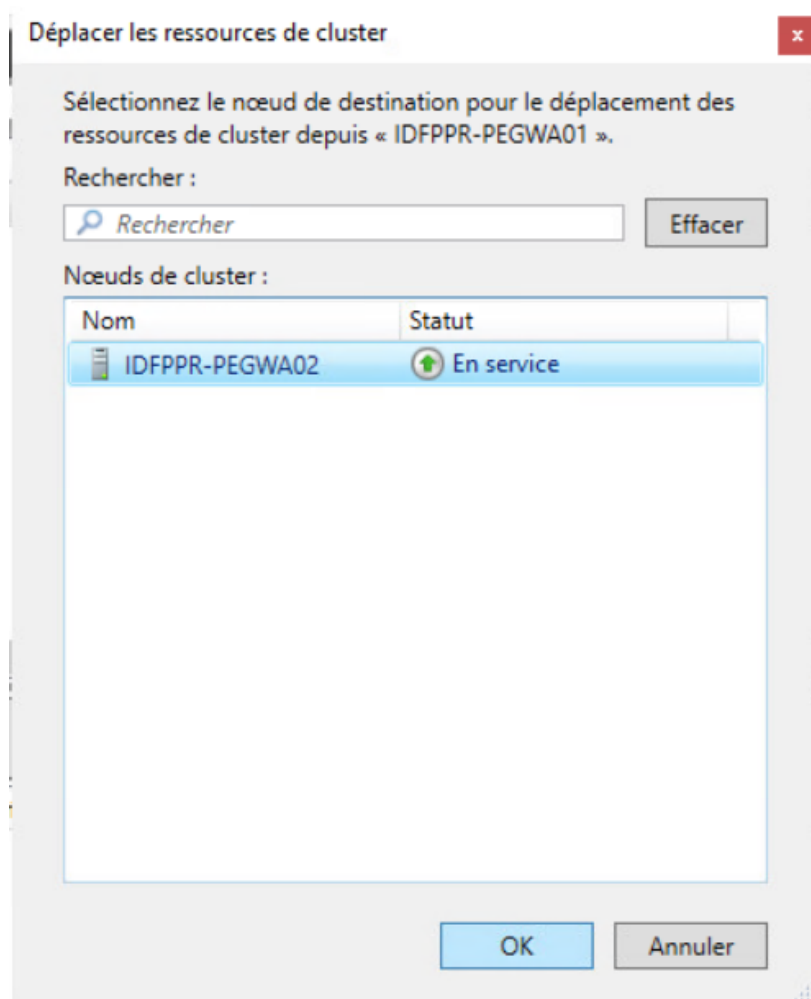 Déplacer les ressources de cluster
x
Sélectionnez le nœud de destination pour le déplacement des
ressources de cluster depuis « IDFPPR-PEGWA01 ».
Rechercher :
Rechercher
Effacer
Nœuds de cluster :
Nom Statut
IDFPPR-PEGWA02 En service
OK Annuler